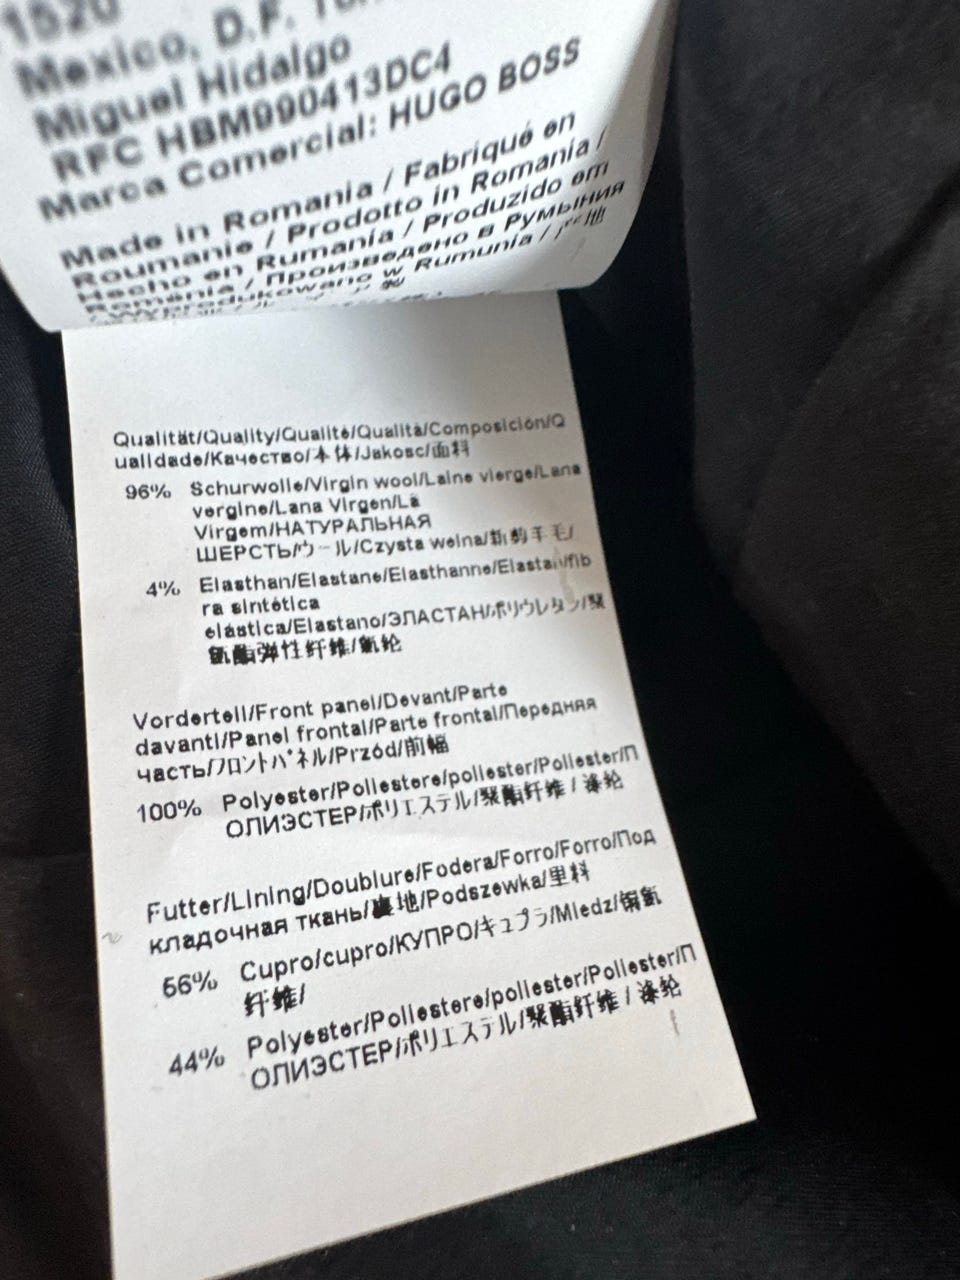 1520
Mexico, D.F.
Miguel Hidalgo
RFC HBM990413DC4
Marca Comercial: HUGO BOSS
Made in Romania / Fabriqué en
Roumanie / Prodotto in Romania /
Hecho en Rumanía / Produzido em
Roménia / Произведено в Румыния
/ Wyprodukowano w Rumunia /
Qualität/Quality/Qualité/Qualità/Composición/Q
ualidade/Качество/本体/Jakosc/面料
96% Schurwolle/Virgin wool/Laine vierge/Lana
vergine/Lana Virgen/Lã
Virgem/НАТУРАЛЬНАЯ
ШЕРСТЬ/ウール/Czysta welna/新剪羊毛/
4% Elasthan/Elastane/Elasthanne/Elastan/fib
ra sintética
elástica/Elastano/ЭЛАСТАН/ポリウレタン/聚
氨酯弹性纤维/氨纶
Vorderteil/Front panel/Devant/Parte
davanti/Panel frontal/Parte frontal/Передняя
часть/フロントパネル/Przód/前幅
100% Polyester/Poliestere/poliester/Poliester/П
ОЛИЭСТЕР/ポリエステル/聚酯纤维 / 涤纶
Futter/Lining/Doublure/Fodera/Forro/Forro/Под
кладочная ткань/裏地/Podszewka/里料
56% Cupro/cupro/КУПРО/キュプラ/Miedz/铜氨
纤维/
44% Polyester/Poliestere/poliester/Poliester/П
ОЛИЭСТЕР/ポリエステル/聚酯纤维 / 涤纶